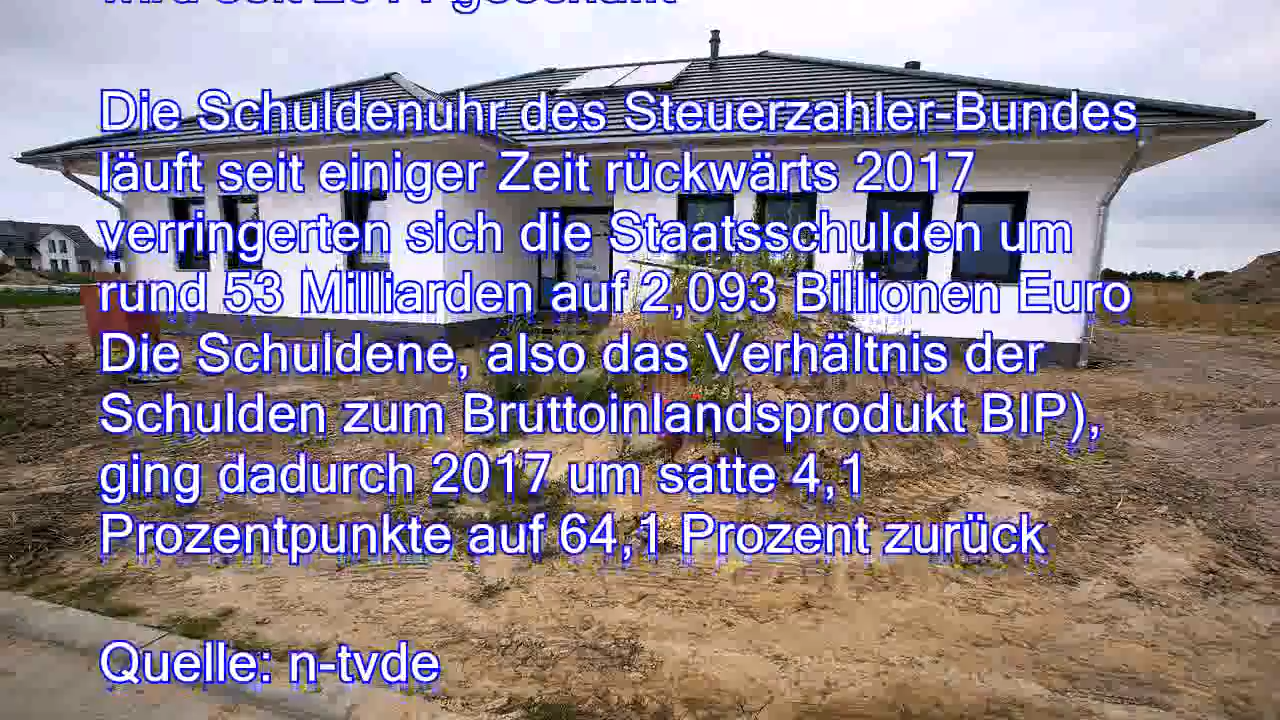 Die Schuldenuhr des Steuerzahler-Bundes
läuft seit einiger Zeit rückwärts 2017
verringerten sich die Staatsschulden um
rund 53 Milliarden auf 2,093 Billionen Euro
Die Schuldene, also das Verhältnis der
Schulden zum Bruttoinlandsprodukt BIP),
ging dadurch 2017 um satte 4,1
Prozentpunkte auf 64,1 Prozent zurück
Quelle: n-tvde